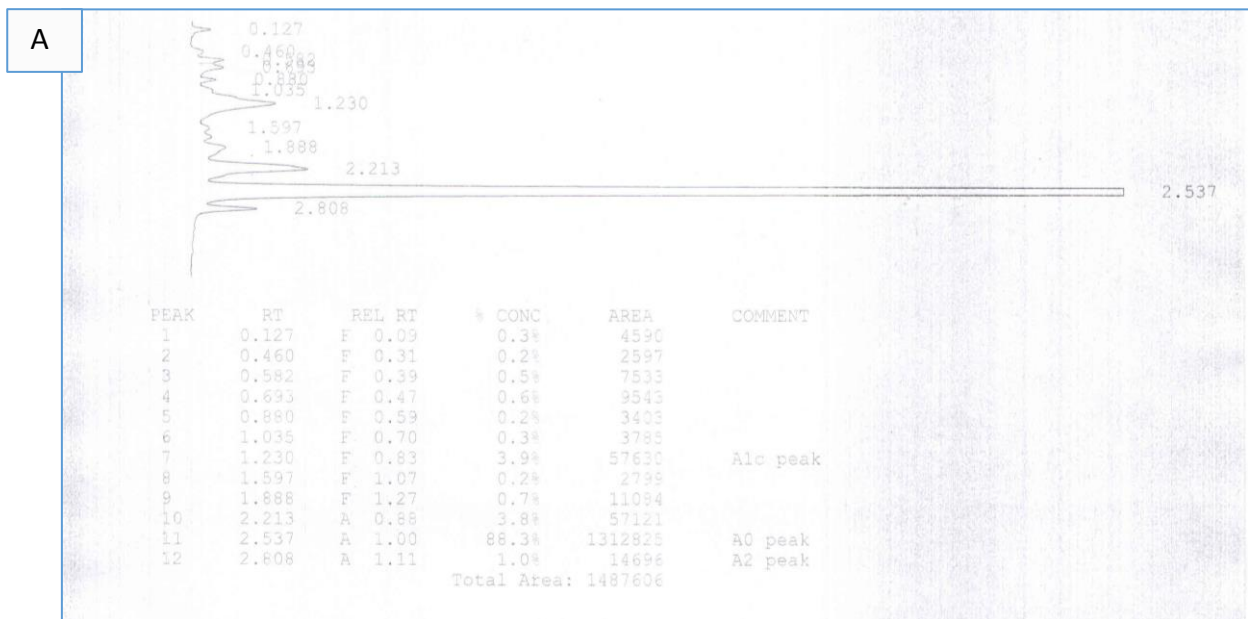 A
0.127
0.460
0.693
0.880
1.035
1.230
1.597
1.888
2.213
2.537
2.808
PEAK RT REL RT % CONC AREA COMMENT
1 0.127 F 0.09 0.3% 4590
2 0.460 F 0.31 0.2% 2597
3 0.582 F 0.39 0.5% 7533
4 0.693 F 0.47 0.6% 9543
5 0.880 F 0.59 0.2% 3403
6 1.035 F 0.70 0.3% 3785
7 1.230 F 0.83 3.9% 57630 A1c peak
8 1.597 F 1.07 0.2% 2799
9 1.888 F 1.27 0.7% 11084
10 2.213 A 0.88 3.8% 57121
11 2.537 A 1.00 88.3% 1312825 A0 peak
12 2.808 A 1.11 1.0% 14696 A2 peak
Total Area: 1487606